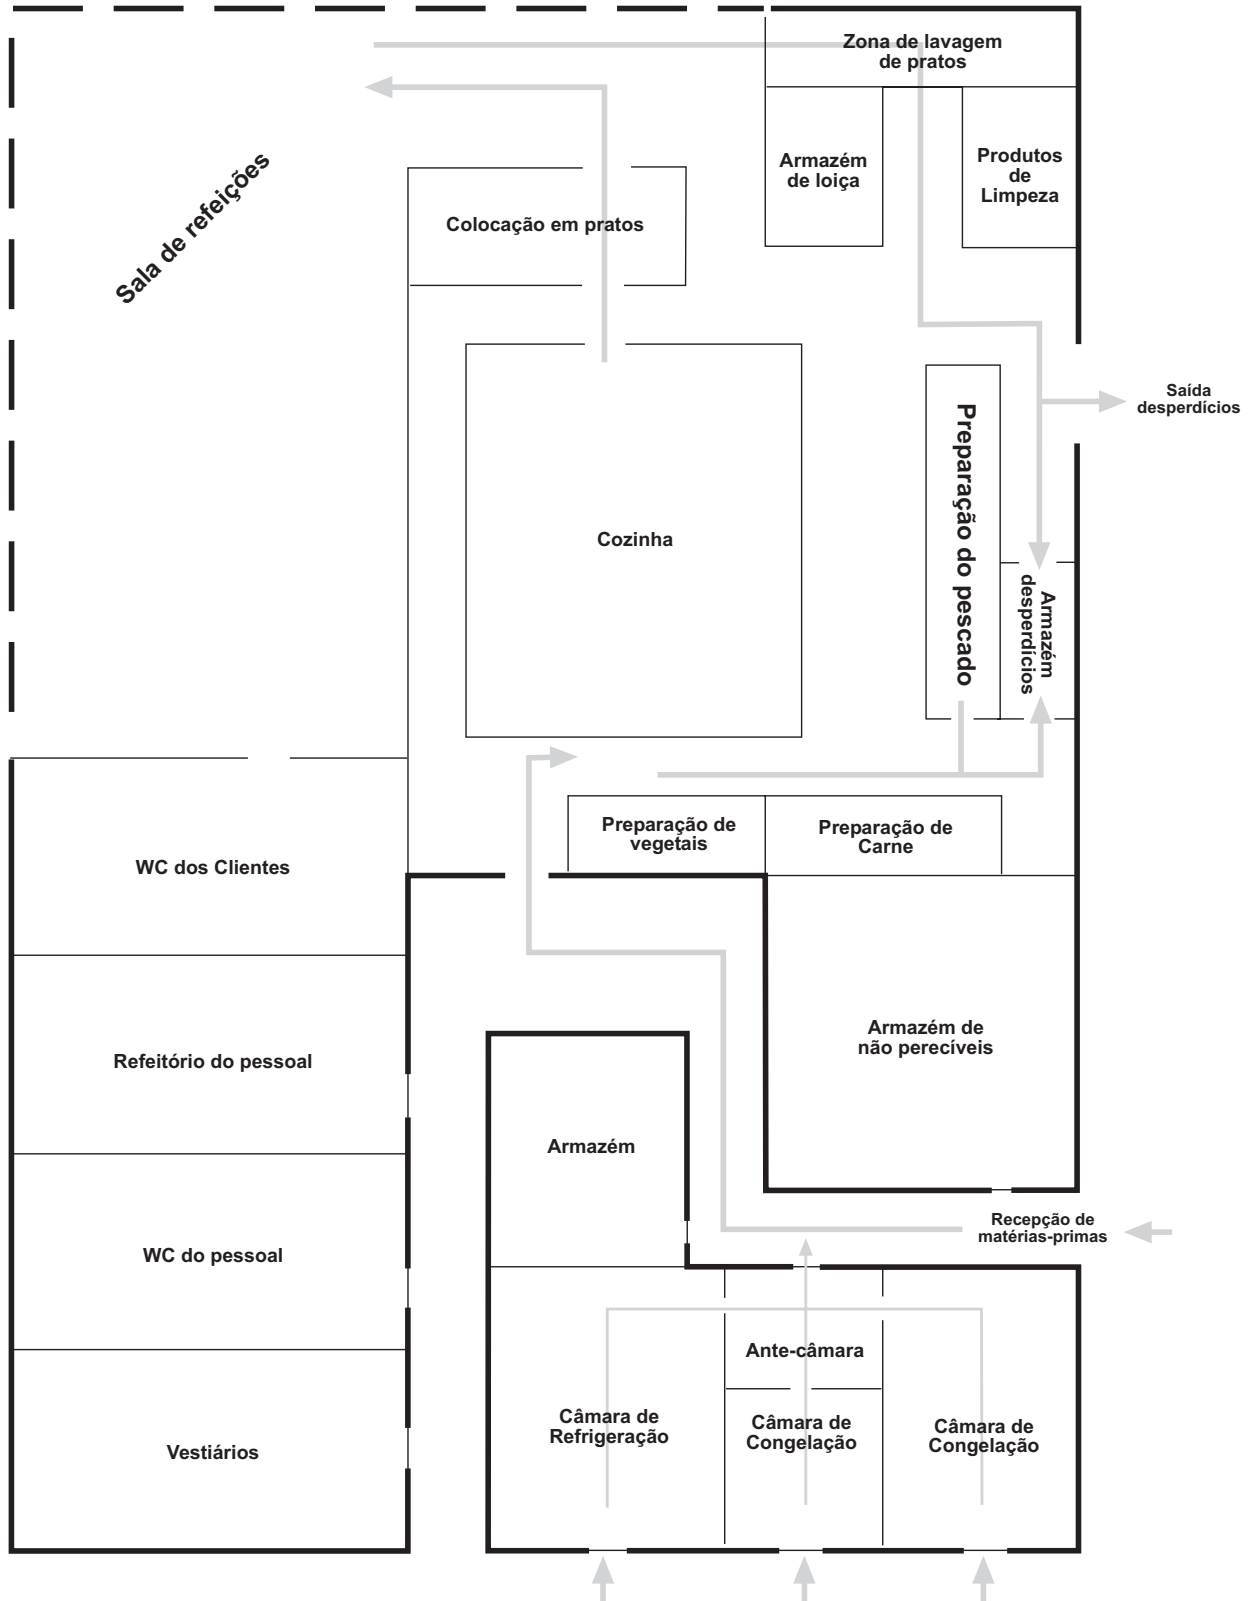 Zona de lavagem
de pratos
Armazém
de loiça
Produtos
de
Limpeza
Sala de refeições
Colocação em pratos
Saída
desperdícios
Preparação do pescado
Cozinha
Armazém
desperdícios
Preparação de
vegetais
Preparação de
Carne
WC dos Clientes
Armazém de
não perecíveis
Refeitório do pessoal
Armazém
Recepção de
matérias-primas
WC do pessoal
Ante-câmara
Câmara de
Refrigeração
Câmara de
Congelação
Câmara de
Congelação
Vestiários